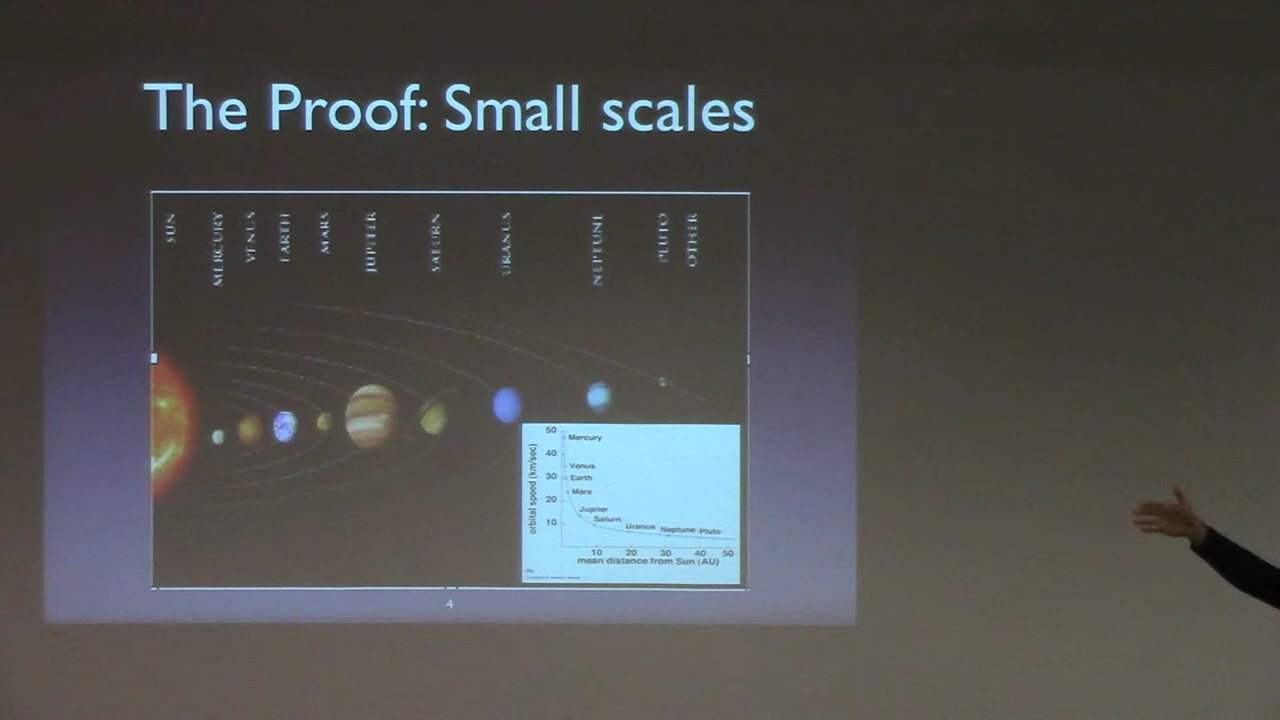 The Proof: Small scales
SUN
MERCURY
VENUS
EARTH
MARS
JUPITER
SATURN
URANUS
NEPTUNE
PLUTO
OTHER
50
40
30
20
10
orbital speed (km/sec)
Mercury
Venus
Earth
Mars
Jupiter
Saturn
Uranus
Neptune
Pluto
10 20 30 40 50
mean distance from Sun (AU)
4